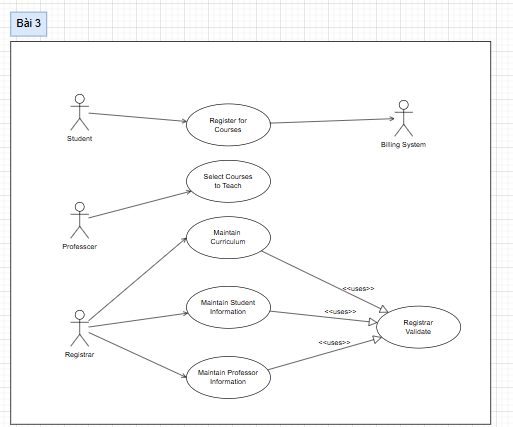 Bài 3
Register for
Courses
Student
Billing System
Select Courses
to Teach
Professcer
Maintain
Curriculum
<<uses>>
Maintain Student
Information
<<uses>>
Registrar
Validate
Registrar
<<uses>>
Maintain Professor
Information